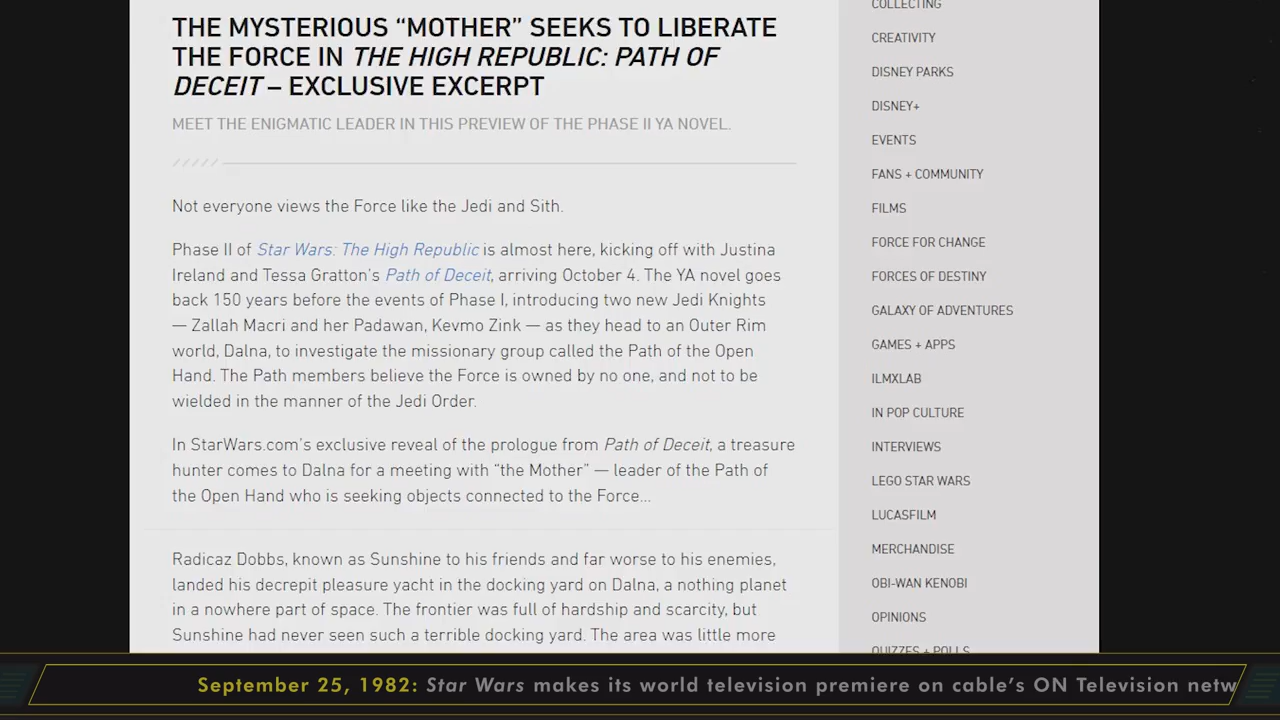 THE MYSTERIOUS “MOTHER” SEEKS TO LIBERATE
THE FORCE IN THE HIGH REPUBLIC: PATH OF
DECEIT – EXCLUSIVE EXCERPT
MEET THE ENIGMATIC LEADER IN THIS PREVIEW OF THE PHASE II YA NOVEL.
Not everyone views the Force like the Jedi and Sith.
Phase II of Star Wars: The High Republic is almost here, kicking off with Justina
Ireland and Tessa Gratton’s Path of Deceit, arriving October 4. The YA novel goes
back 150 years before the events of Phase I, introducing two new Jedi Knights
— Zallah Macri and her Padawan, Kevmo Zink — as they head to an Outer Rim
world, Dalna, to investigate the missionary group called the Path of the Open
Hand. The Path members believe the Force is owned by no one, and not to be
wielded in the manner of the Jedi Order.
In StarWars.com’s exclusive reveal of the prologue from Path of Deceit, a treasure
hunter comes to Dalna for a meeting with “the Mother” — leader of the Path of
the Open Hand who is seeking objects connected to the Force…
Radicaz Dobbs, known as Sunshine to his friends and far worse to his enemies,
landed his decrepit pleasure yacht in the docking yard on Dalna, a nothing planet
in a nowhere part of space. The frontier was full of hardship and scarcity, but
Sunshine had never seen such a terrible docking yard. The area was little more
COLLECTING
CREATIVITY
DISNEY PARKS
DISNEY+
EVENTS
FANS + COMMUNITY
FILMS
FORCE FOR CHANGE
FORCES OF DESTINY
GALAXY OF ADVENTURES
GAMES + APPS
ILMXLAB
IN POP CULTURE
INTERVIEWS
LEGO STAR WARS
LUCASFILM
MERCHANDISE
OBI-WAN KENOBI
OPINIONS
QUIZZES + POLLS
September 25, 1982: Star Wars makes its world television premiere on cable’s ON Television netw